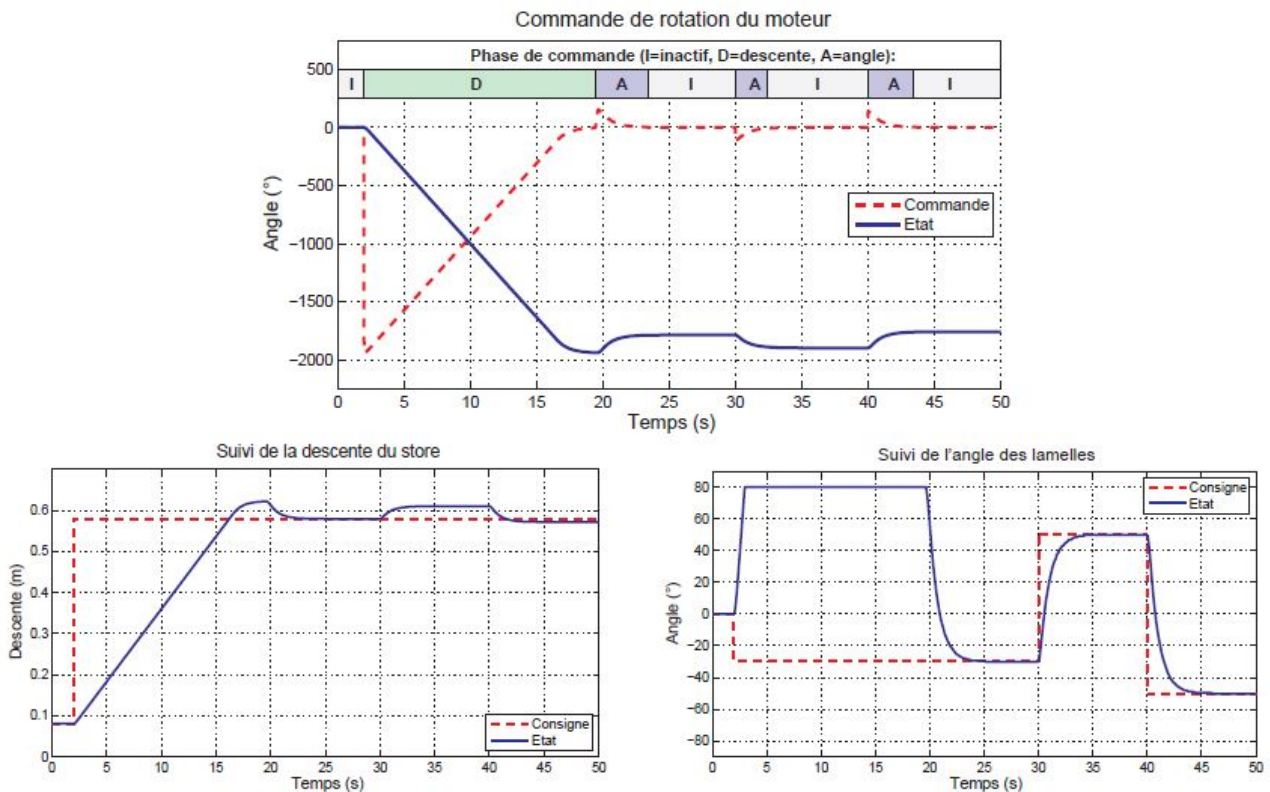 Commande de rotation du moteur
Phase de commande (I=inactif, D=descente, A=angle):
I D A I A I A I
500
0
−500
−1000
−1500
−2000
Angle (°)
Commande
Etat
0 5 10 15 20 25 30 35 40 45 50
Temps (s)
Suivi de la descente du store
0.6
0.5
0.4
0.3
0.2
0.1
0
Descente (m)
Consigne
Etat
0 5 10 15 20 25 30 35 40 45 50
Temps (s)
Suivi de l'angle des lamelles
80
60
40
20
0
−20
−40
−60
−80
Angle (°)
Consigne
Etat
0 5 10 15 20 25 30 35 40 45 50
Temps (s)